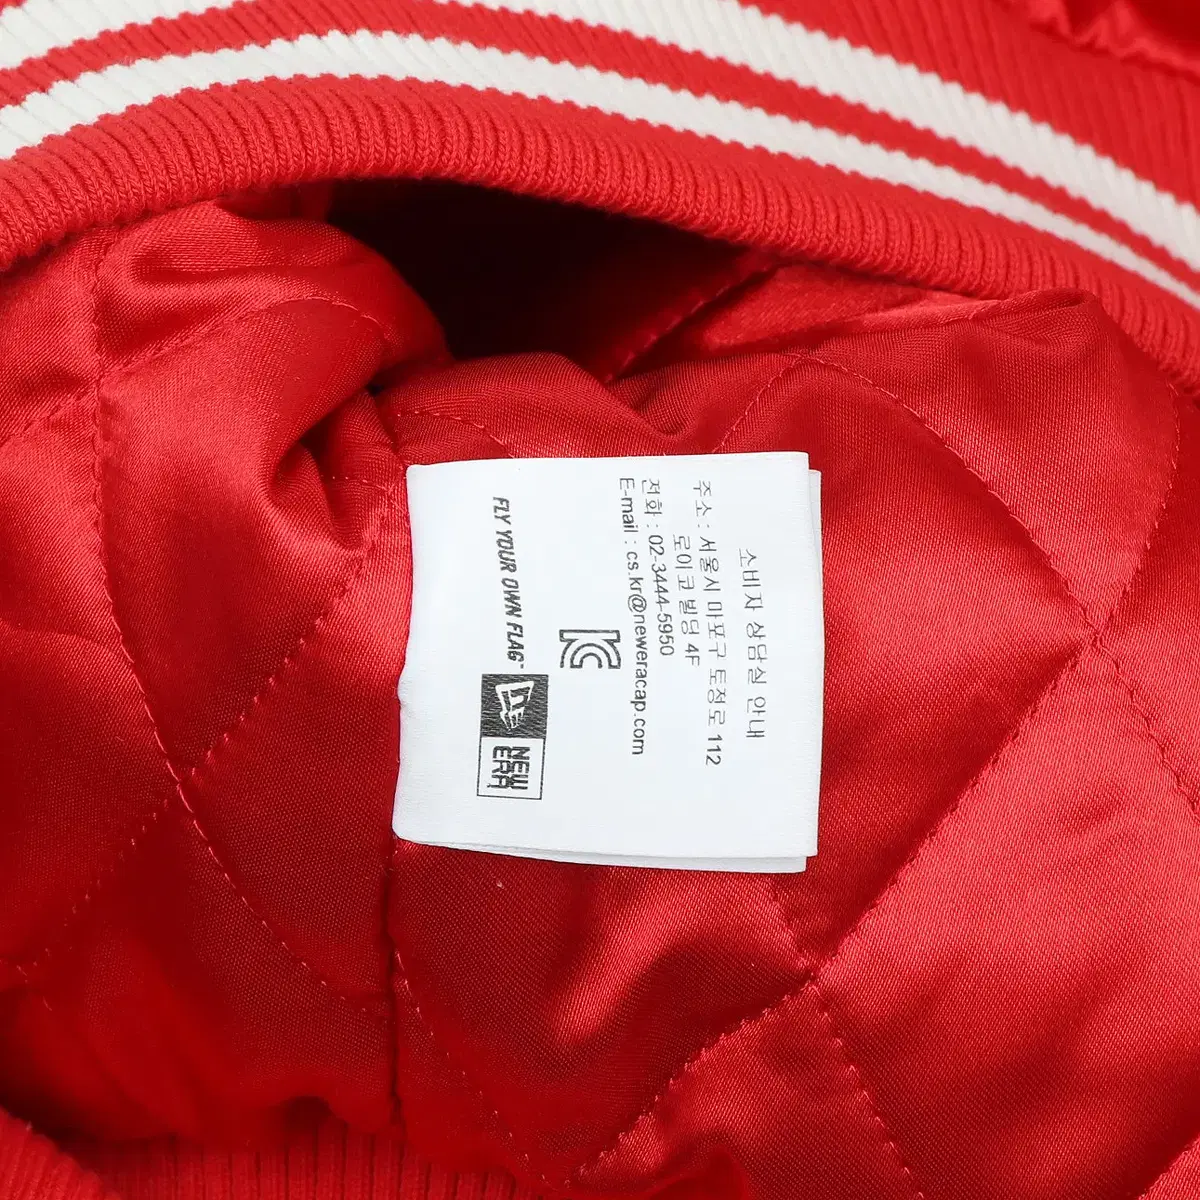 소비자 상담실 안내
주소 : 서울시 마포구 토정로 112
로이코 빌딩 4F
전화 : 02-3444-5950
E-mail : cs.kr@neweracap.com
FLY YOUR OWN FLAG™
NEW
ERA